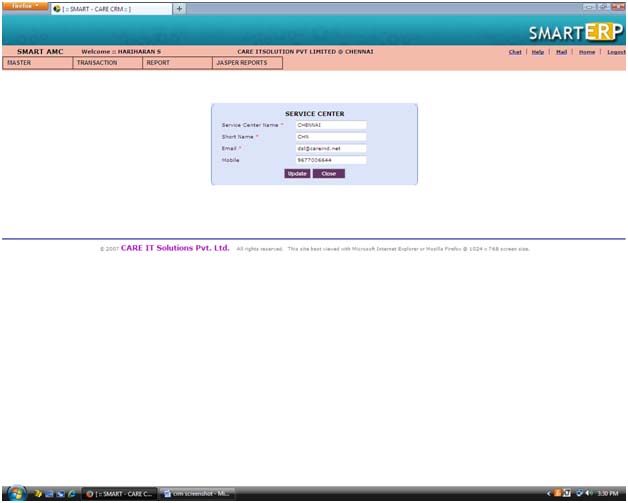 Firefox
[ :: SMART - CARE CRM :: ]
SMARTERP
SMART AMC Welcome :: HARIHARAN S CARE ITSOLUTION PVT LIMITED @ CHENNAI Chat | Help | Mail | Home | Logout
MASTER TRANSACTION REPORT JASPER REPORTS
SERVICE CENTER
Service Center Name * CHENNAI
Short Name * CHN
Email * dsl@careind.net
Mobile 9677006644
Update Close
© 2007 CARE IT Solutions Pvt. Ltd. All rights reserved. This site best viewed with Microsoft Internet Explorer or Mozilla Firefox @ 1024 x 768 screen size.
[ :: SMART - CARE C... crm screenshot - Mi... 3:30 PM